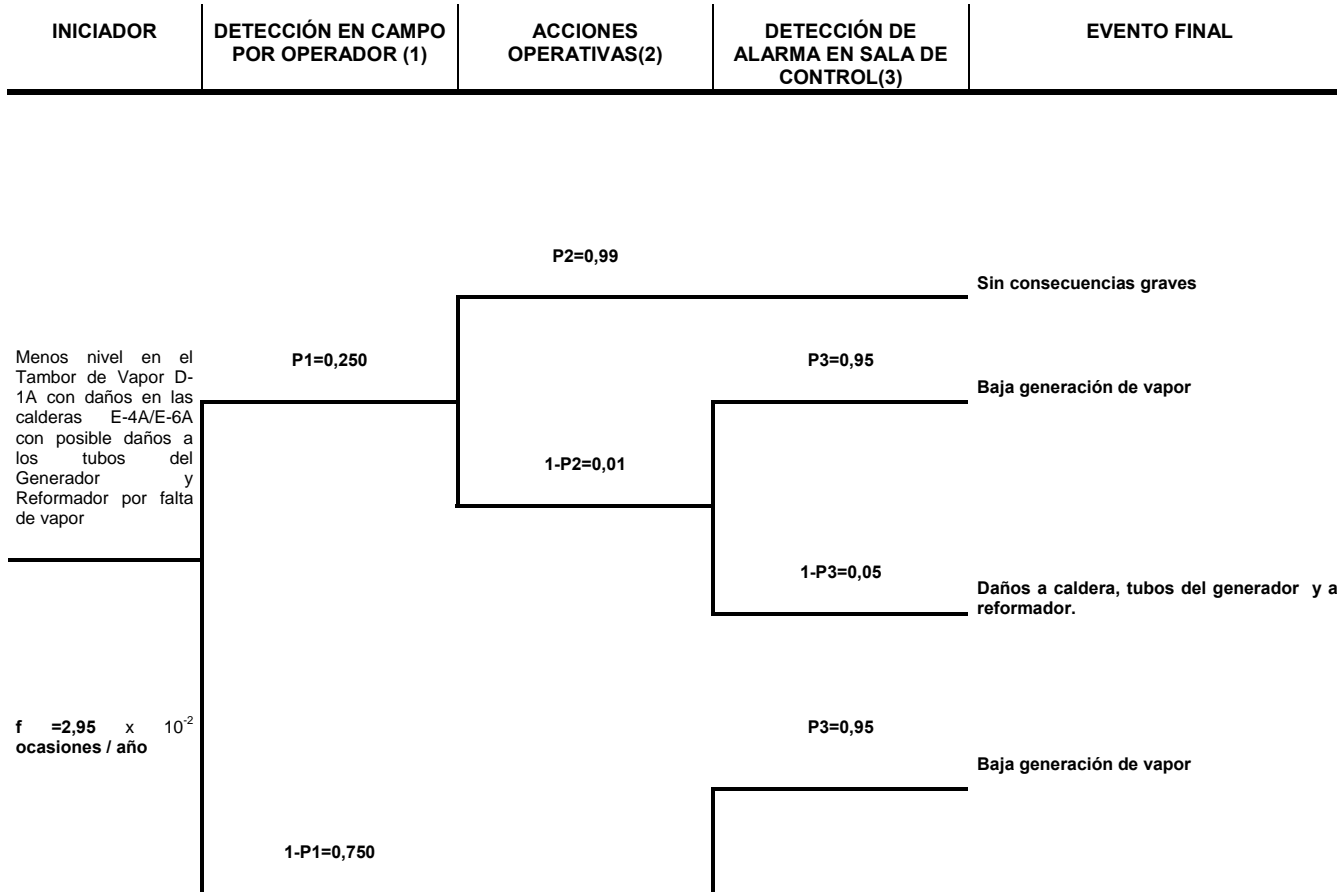 INICIADOR
DETECCIÓN EN CAMPO
POR OPERADOR (1)
ACCIONES
OPERATIVAS(2)
DETECCIÓN DE
ALARMA EN SALA DE
CONTROL(3)
EVENTO FINAL
P2=0,99
Sin consecuencias graves
Menos nivel en el
Tambor de Vapor D-
1A con daños en las
calderas E-4A/E-6A
con posible daños a
los tubos del
Generador y
Reformador por falta
de vapor
P1=0,250
P3=0,95
Baja generación de vapor
1-P2=0,01
1-P3=0,05
Daños a caldera, tubos del generador y a
reformador.
f =2,95 x 10⁻²
ocasiones / año
P3=0,95
Baja generación de vapor
1-P1=0,750